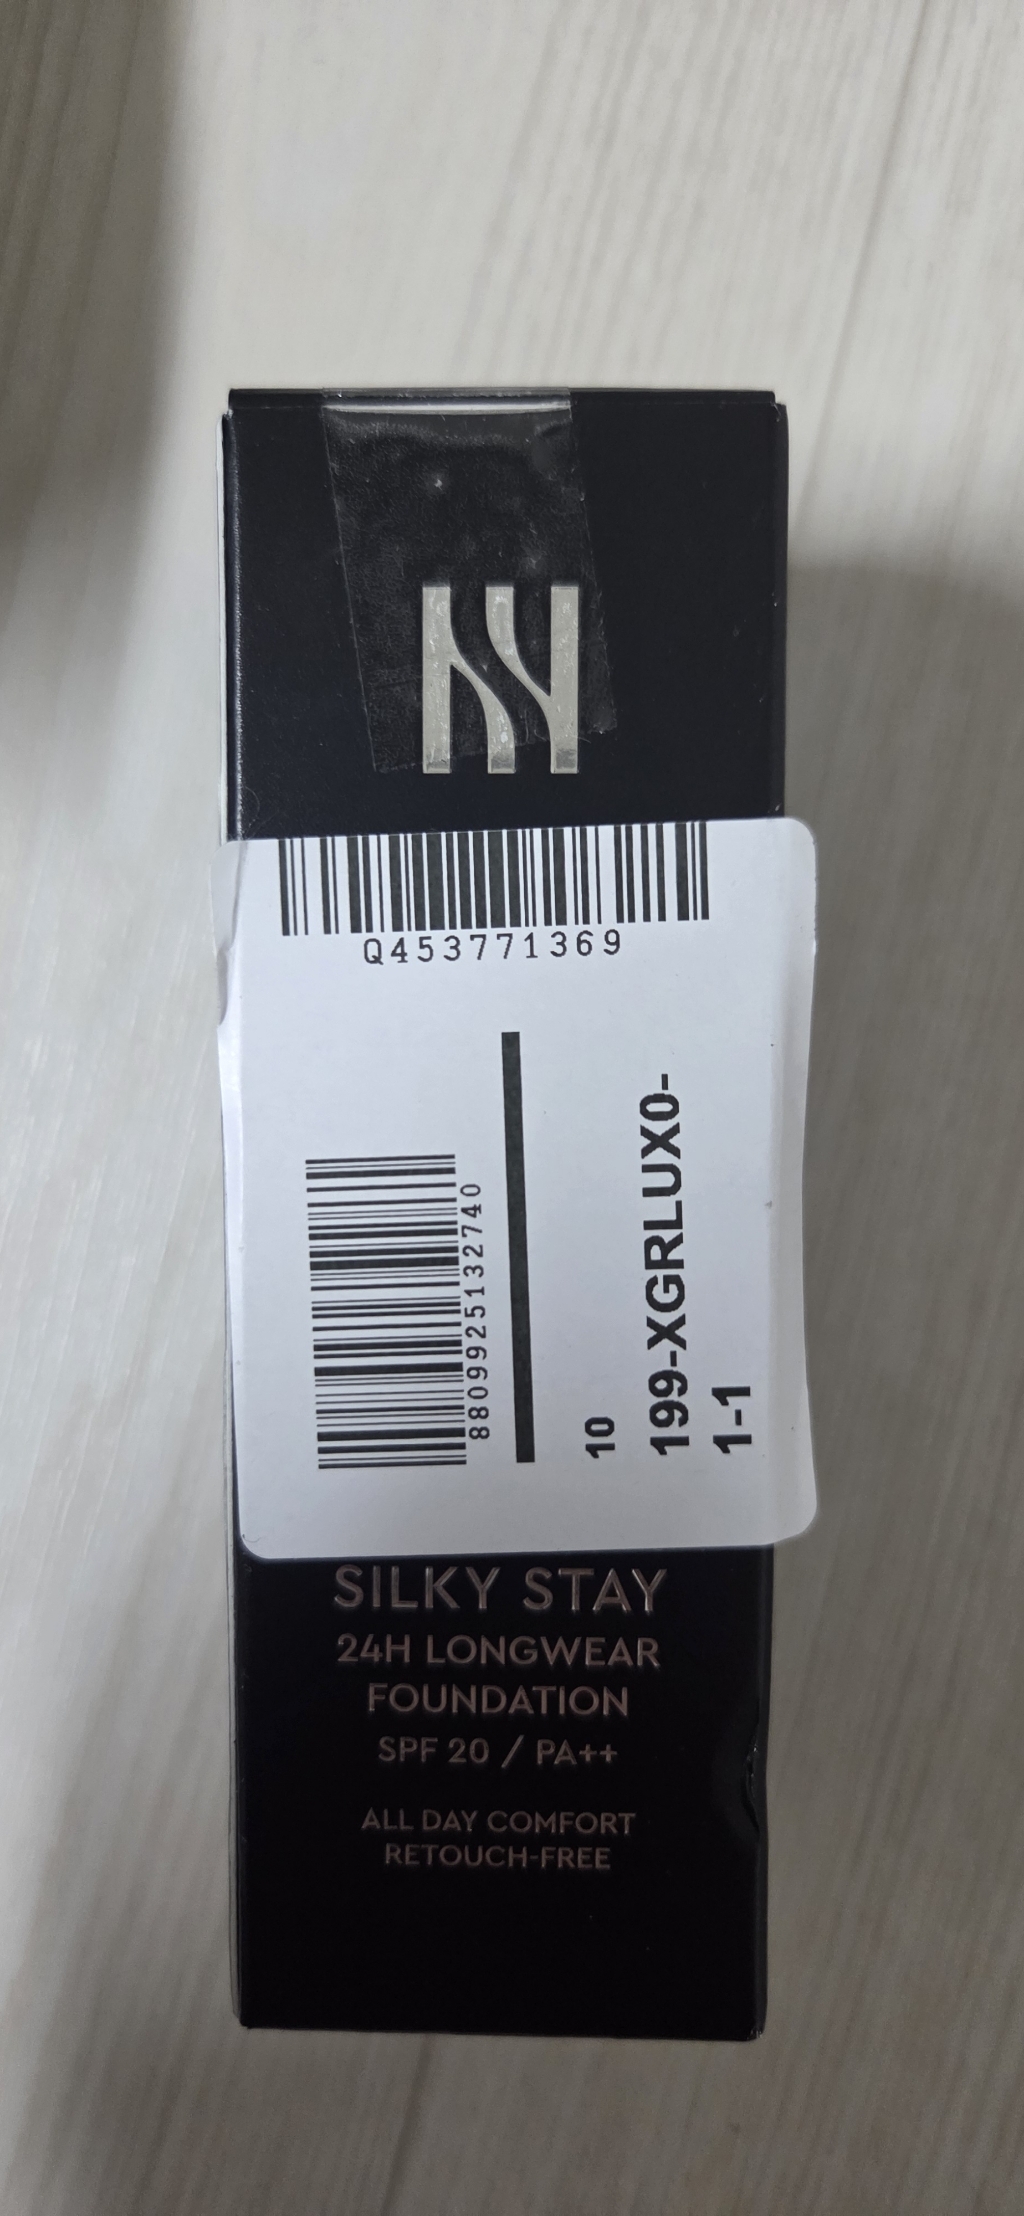 Q453771369
8809925132740
10
199-XGRLUX0-
1-1
SILKY STAY
24H LONGWEAR
FOUNDATION
SPF 20 / PA++
ALL DAY COMFORT
RETOUCH-FREE